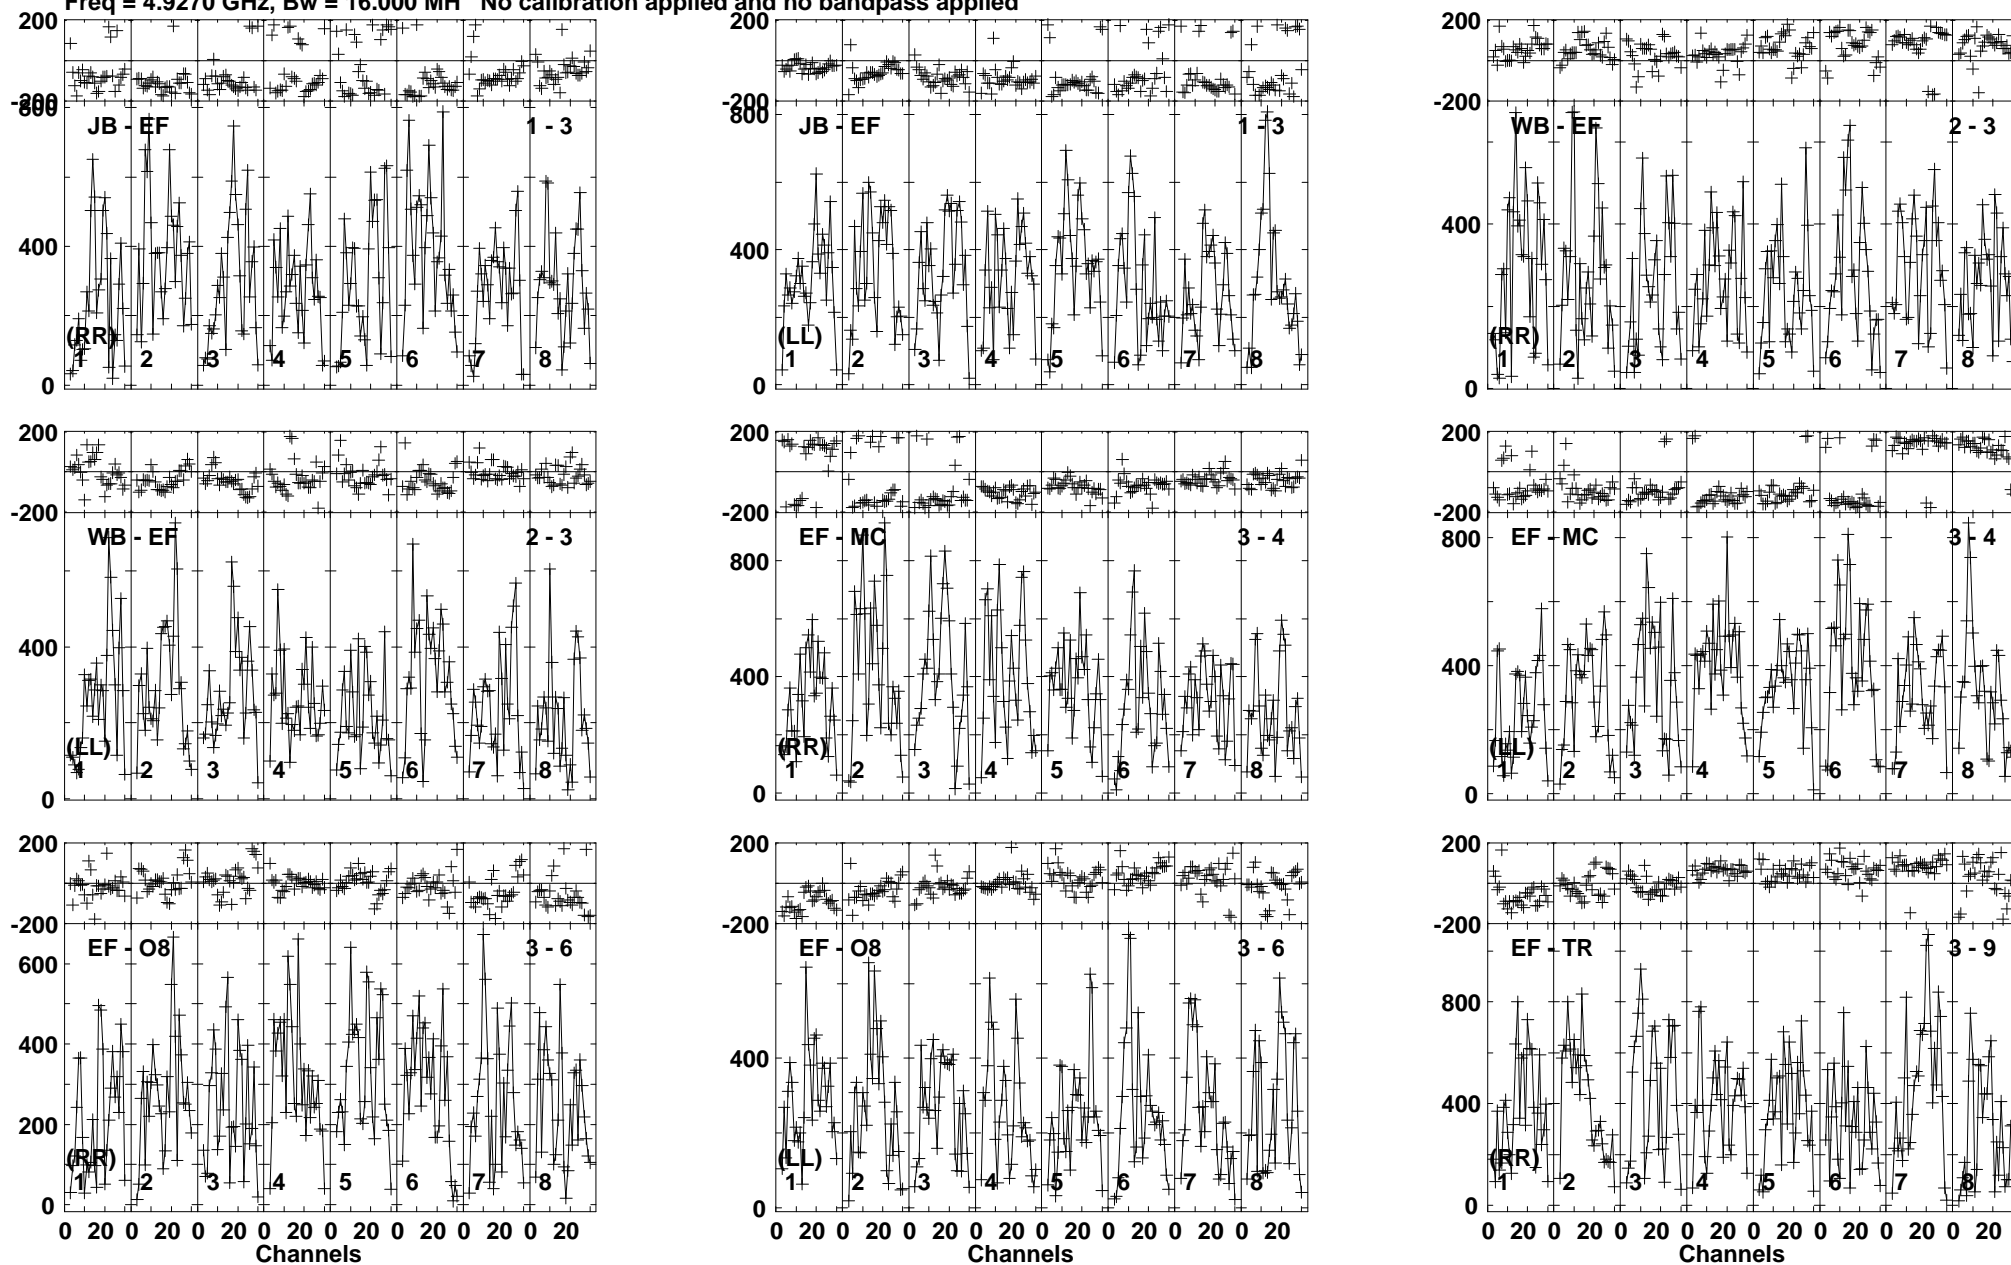 Freq = 4.9270 GHz, Bw = 16.000 MH No calibration applied and no bandpass applied
200 200 200
-200 -200 -200
800 800
JB - EF 1 - 3 JB - EF 1 - 3 WB - EF 2 - 3
400 400 400
(RR) (LL) (RR)
1 2 3 4 5 6 7 8 1 2 3 4 5 6 7 8 1 2 3 4 5 6 7 8
0 0 0
200 200 200
-200 -200 -200
WB - EF 2 - 3 EF - MC 3 - 4 EF - MC 3 - 4
800 800
400 400 400
(LL) (RR) (LL)
1 2 3 4 5 6 7 8 1 2 3 4 5 6 7 8 1 2 3 4 5 6 7 8
0 0 0
200 200 200
-200 -200 -200
EF - O8 3 - 6 EF - O8 3 - 6 EF - TR 3 - 9
600 800
400 400 400
200
(RR) (LL) (RR)
1 2 3 4 5 6 7 8 1 2 3 4 5 6 7 8 1 2 3 4 5 6 7 8
0 0 0
0 20 0 20 0 20 0 20 0 20 0 20 0 20 0 20 0 20 0 20 0 20 0 20 0 20 0 20 0 20 0 20 0 20 0 20 0 20 0 20 0 20 0 20 0 20 0 20
Channels Channels Channels